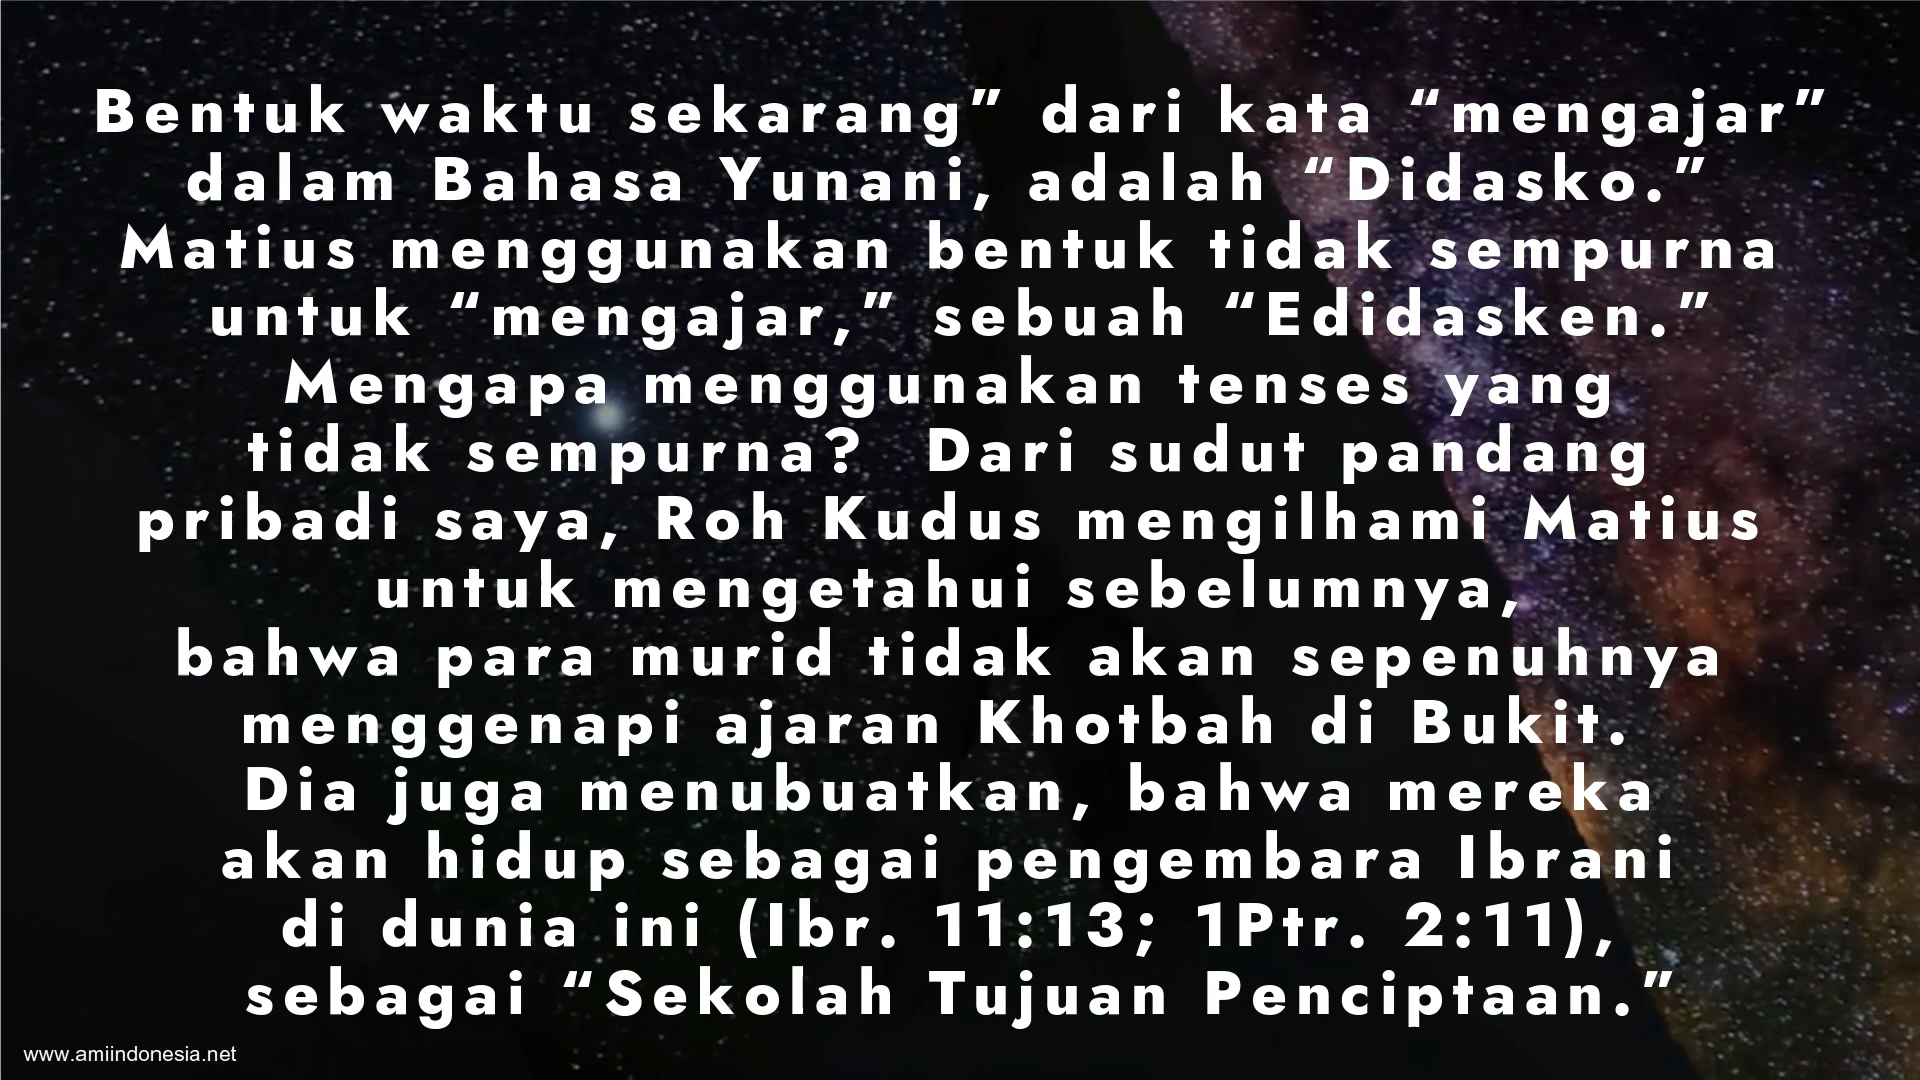 Bentuk waktu sekarang” dari kata “mengajar”
dalam Bahasa Yunani, adalah “Didasko.”
Matius menggunakan bentuk tidak sempurna
untuk “mengajar,” sebuah “Edidasken.”
Mengapa menggunakan tenses yang
tidak sempurna?  Dari sudut pandang
pribadi saya, Roh Kudus mengilhami Matius
untuk mengetahui sebelumnya,
bahwa para murid tidak akan sepenuhnya
menggenapi ajaran Khotbah di Bukit.
Dia juga menubuatkan, bahwa mereka
akan hidup sebagai pengembara Ibrani
di dunia ini (Ibr. 11:13; 1Ptr. 2:11),
sebagai “Sekolah Tujuan Penciptaan.”
www.amiindonesia.net